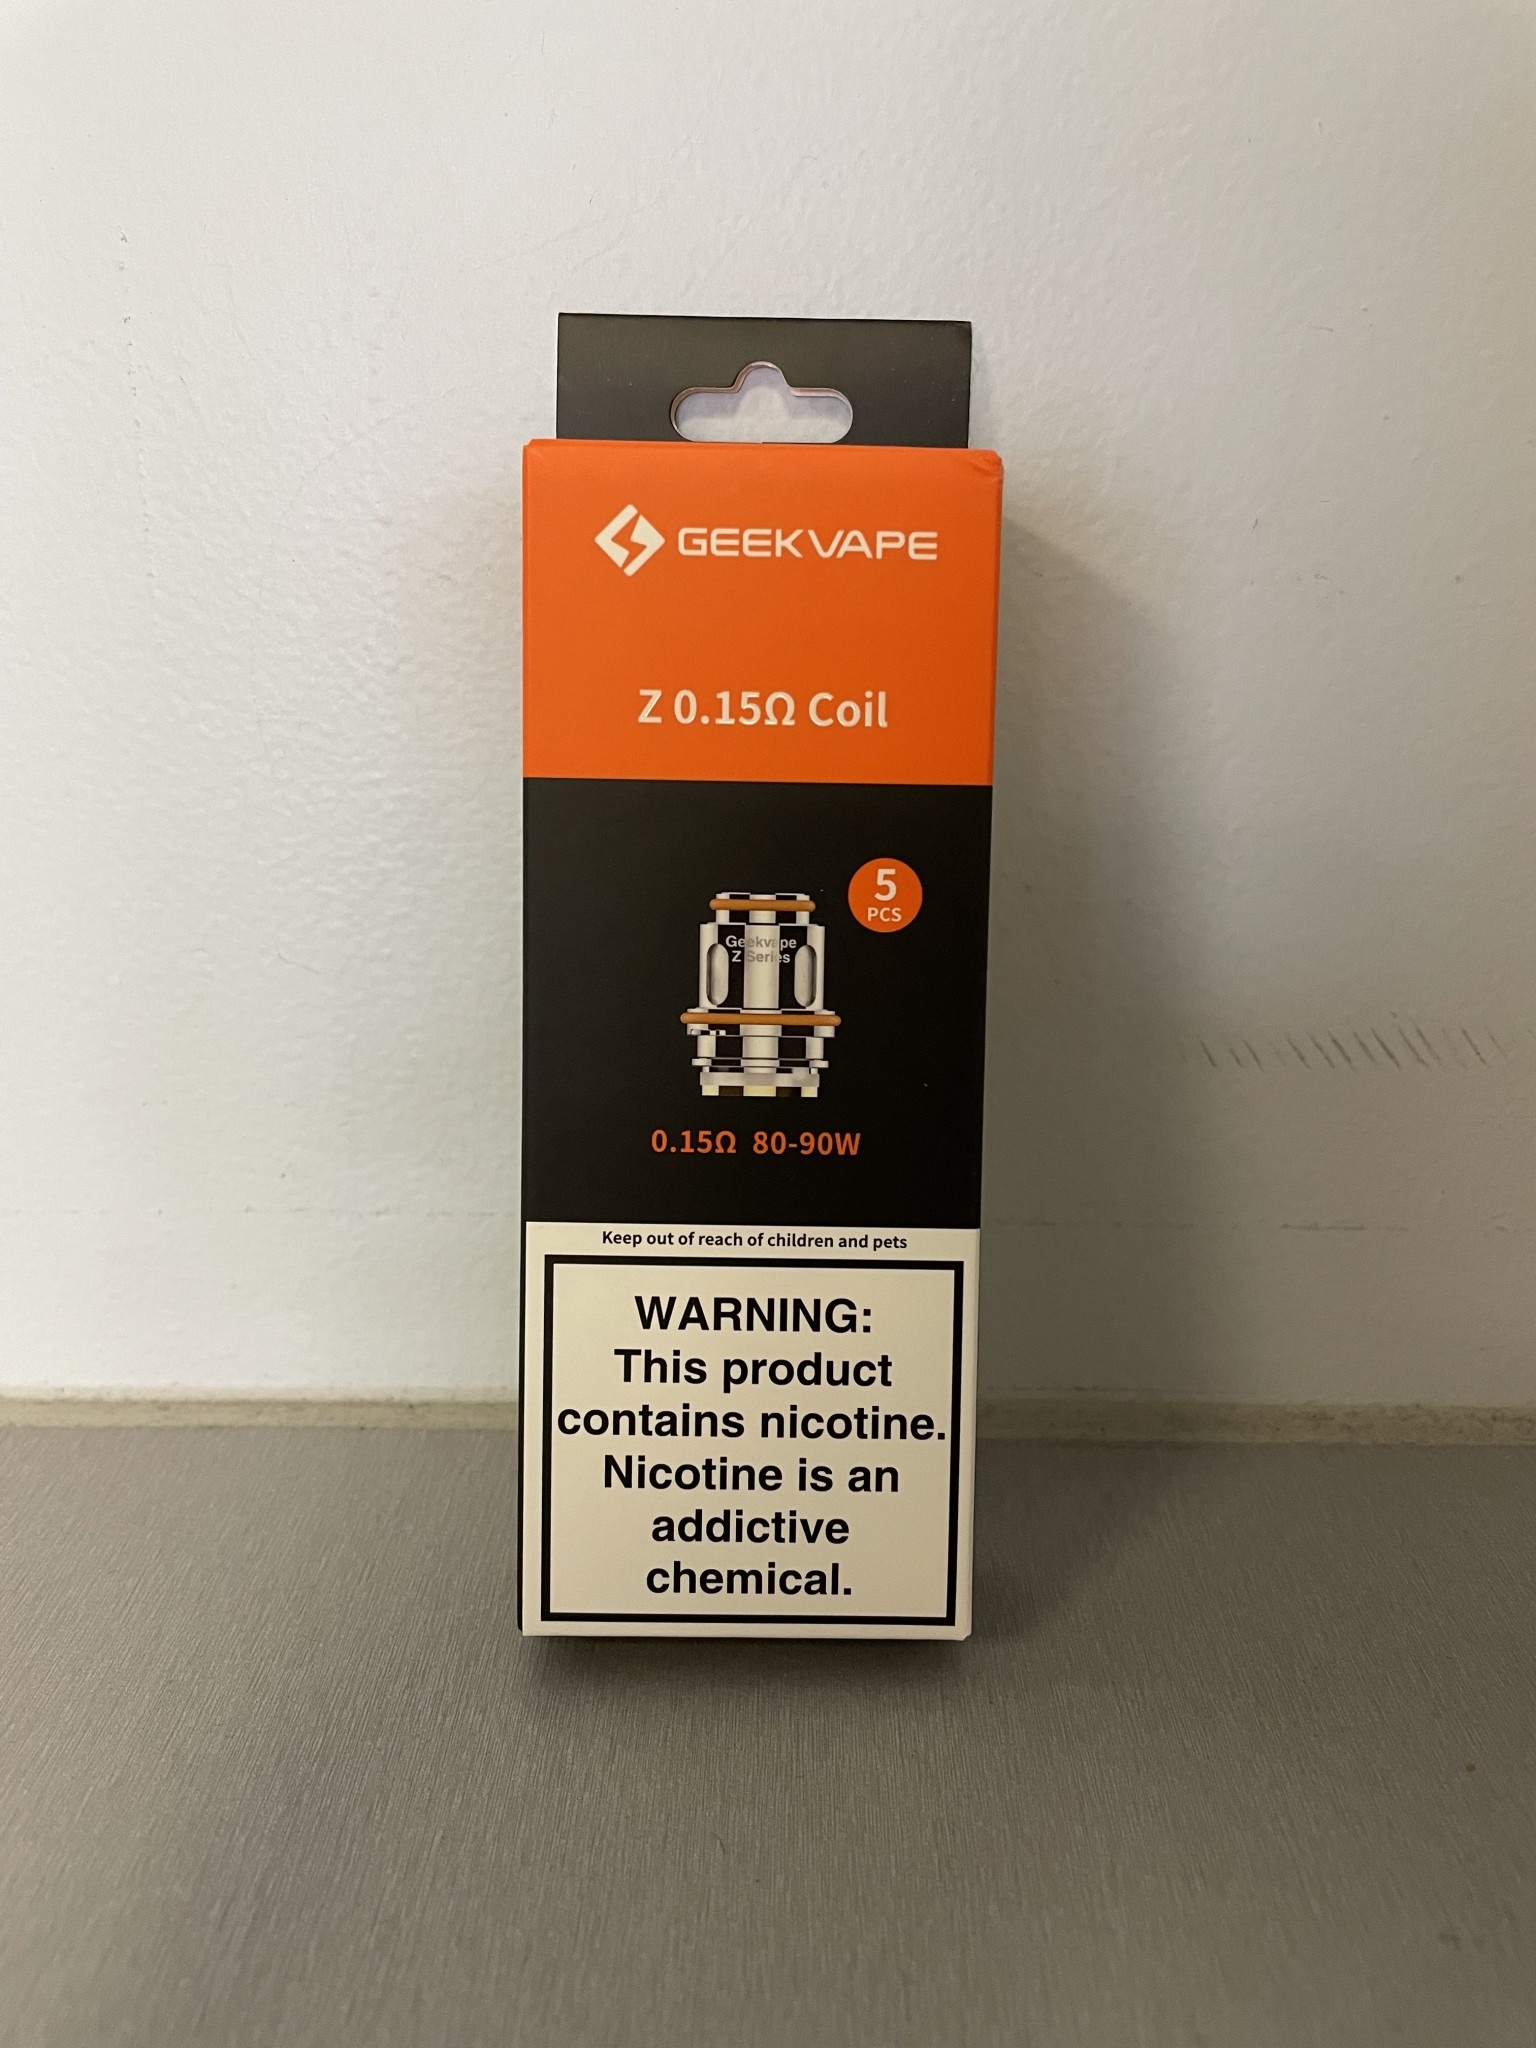 GEEKVAPE
Z 0.15Ω Coil
5
PCS
Geekvape
Z Series
0.15Ω 80-90W
Keep out of reach of children and pets
WARNING:
This product
contains nicotine.
Nicotine is an
addictive
chemical.